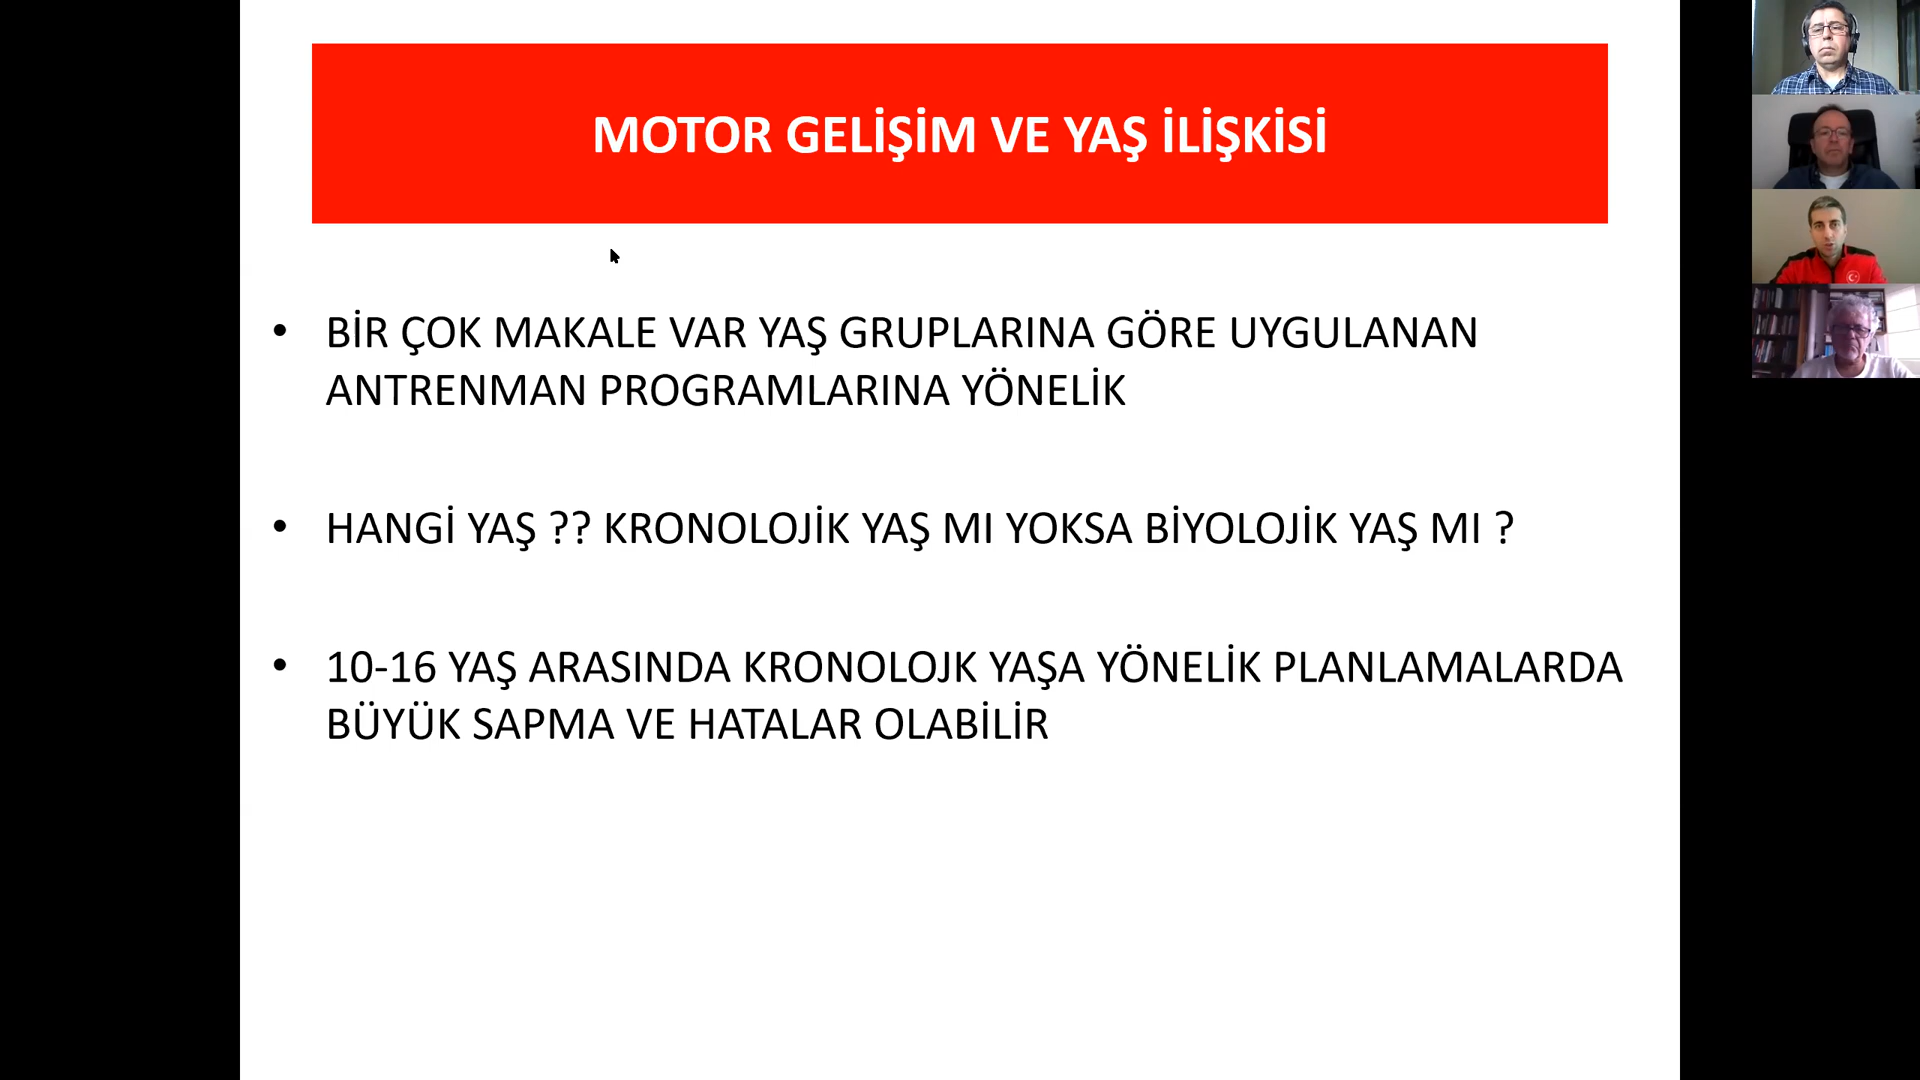 MOTOR GELİŞİM VE YAŞ İLİŞKİSİ
• BİR ÇOK MAKALE VAR YAŞ GRUPLARINA GÖRE UYGULANAN
ANTRENMAN PROGRAMLARINA YÖNELİK
• HANGİ YAŞ ?? KRONOLOJİK YAŞ MI YOKSA BİYOLOJİK YAŞ MI ?
• 10-16 YAŞ ARASINDA KRONOLOJK YAŞA YÖNELİK PLANLAMALARDA
BÜYÜK SAPMA VE HATALAR OLABİLİR